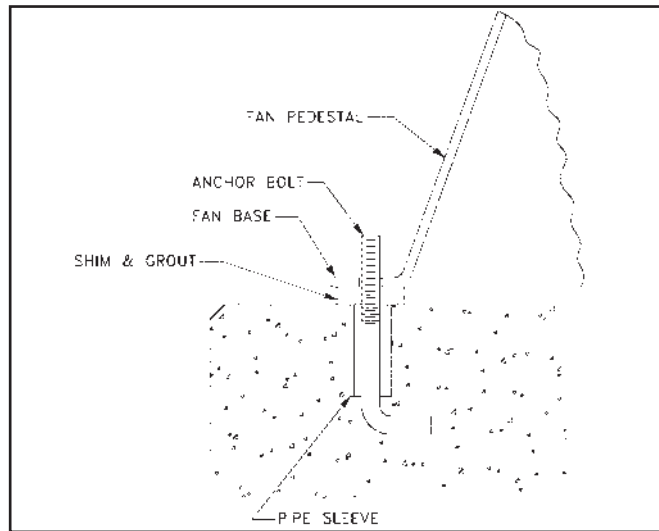 FAN PEDESTAL
ANCHOR BOLT
FAN BASE
SHIM & GROUT
PIPE SLEEVE